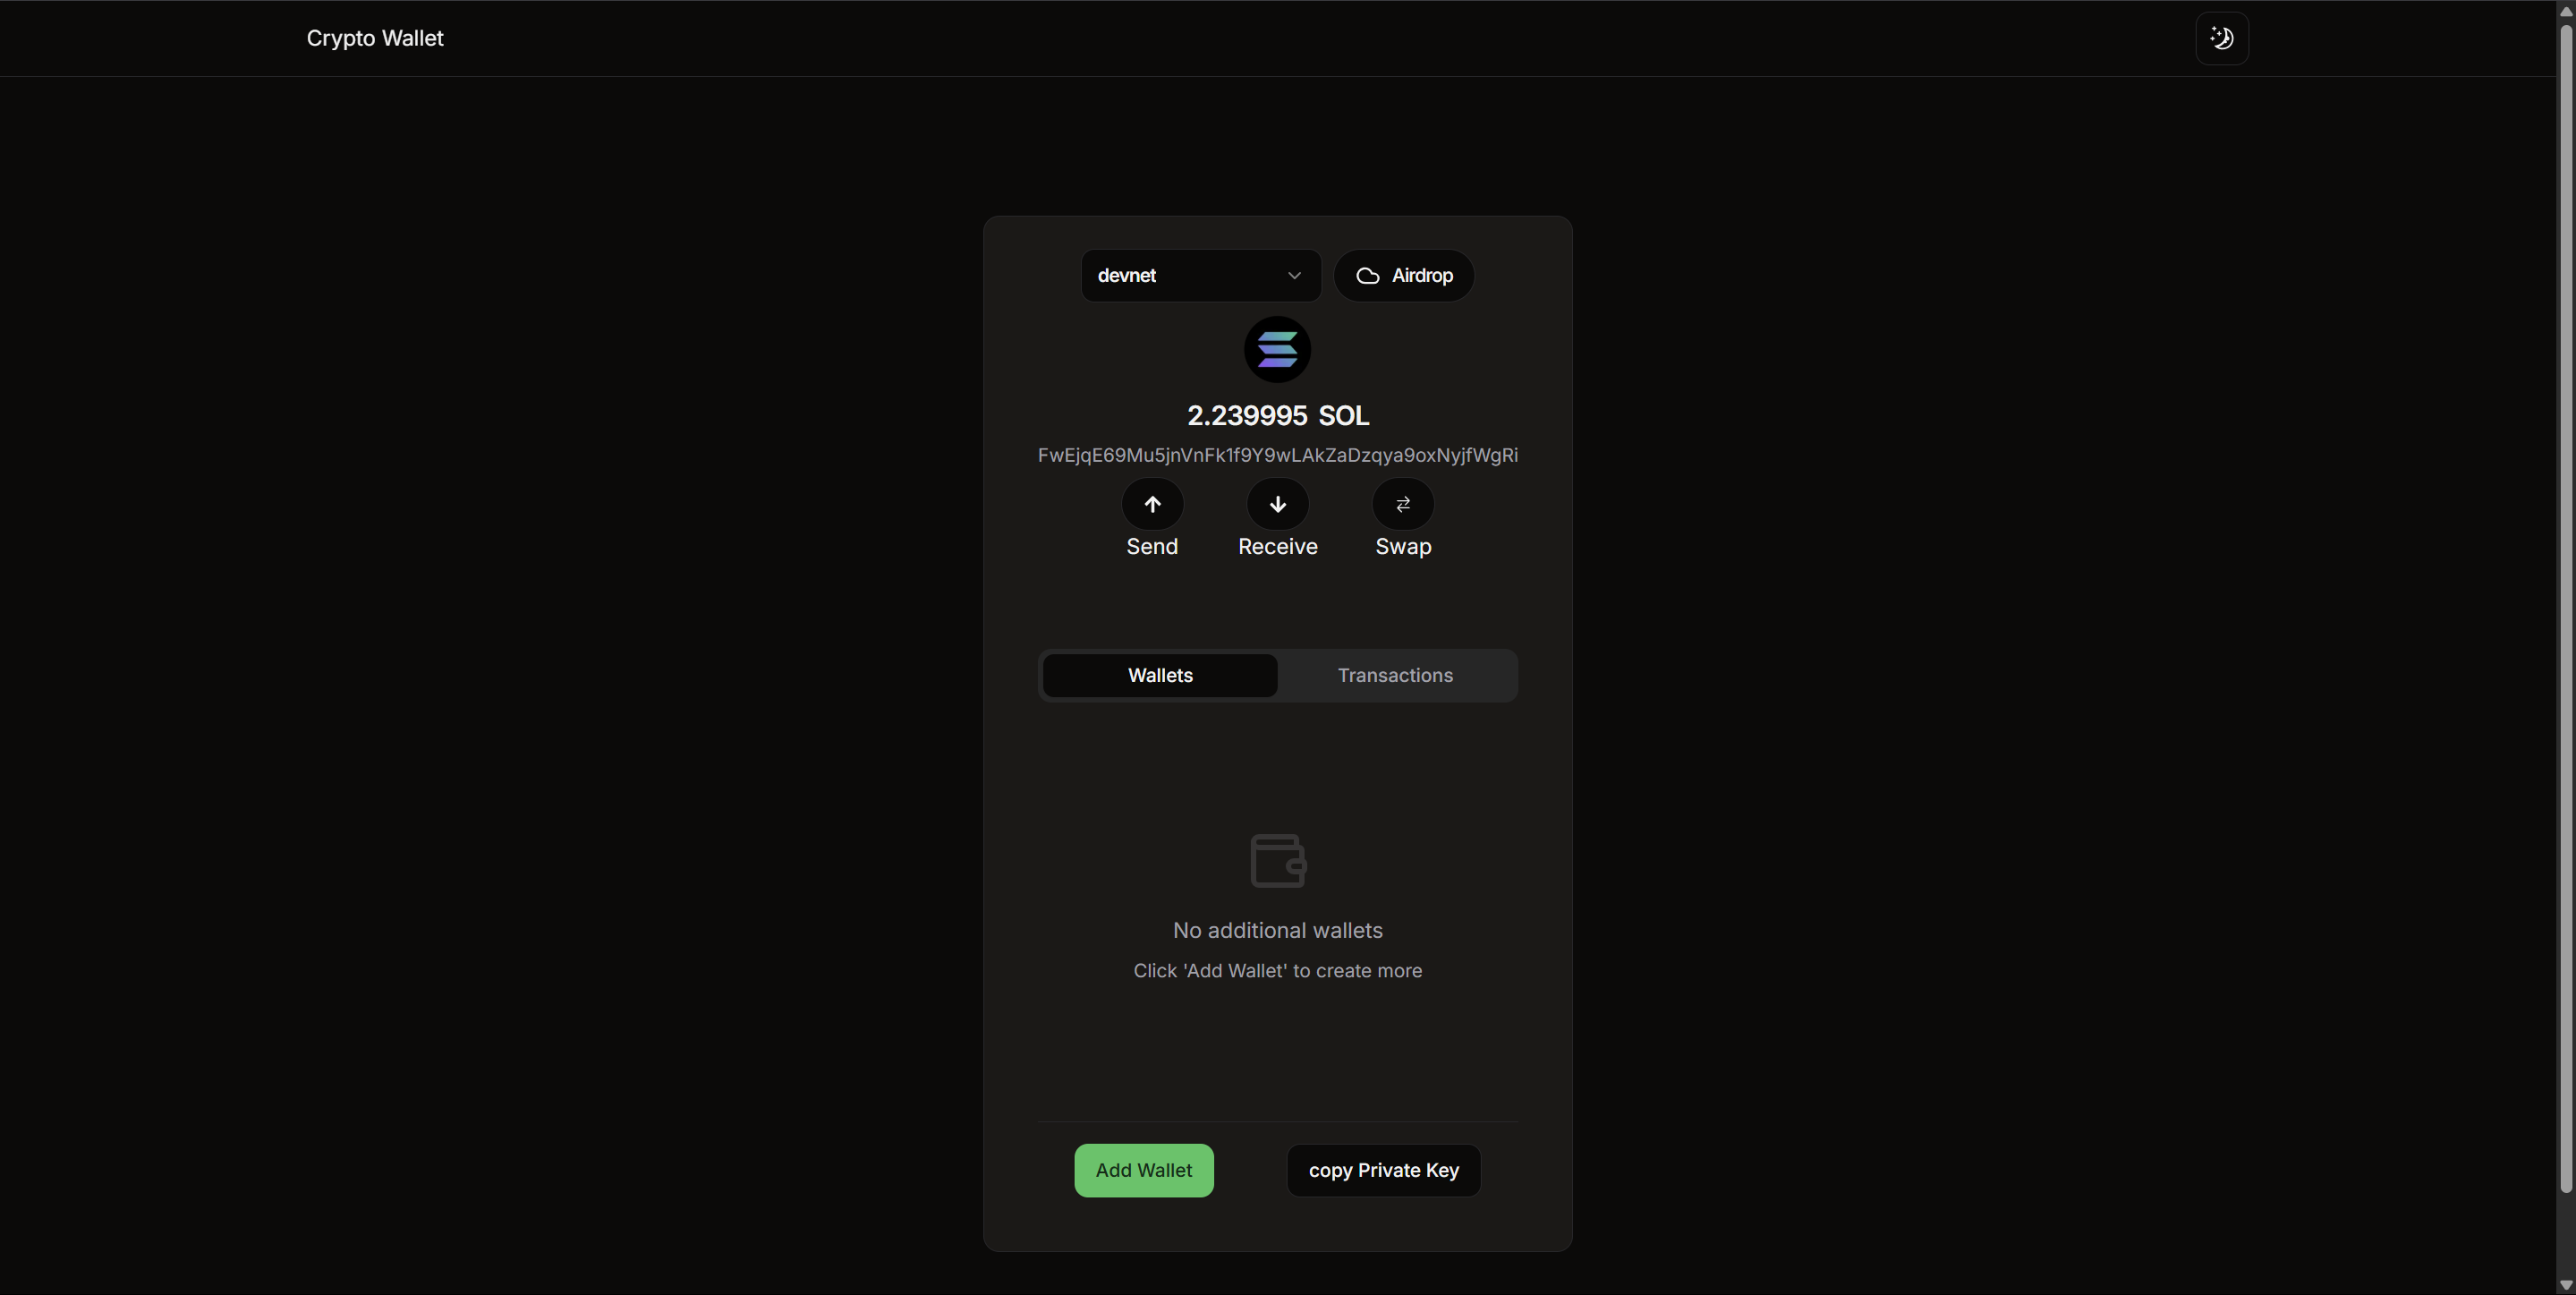 Crypto Wallet
devnet
Airdrop
2.239995 SOL
FwEjqE69Mu5jnVnFk1f9Y9wLAkZaDzqya9oxNyjfWgRi
Send Receive Swap
Wallets Transactions
No additional wallets
Click 'Add Wallet' to create more
Add Wallet copy Private Key